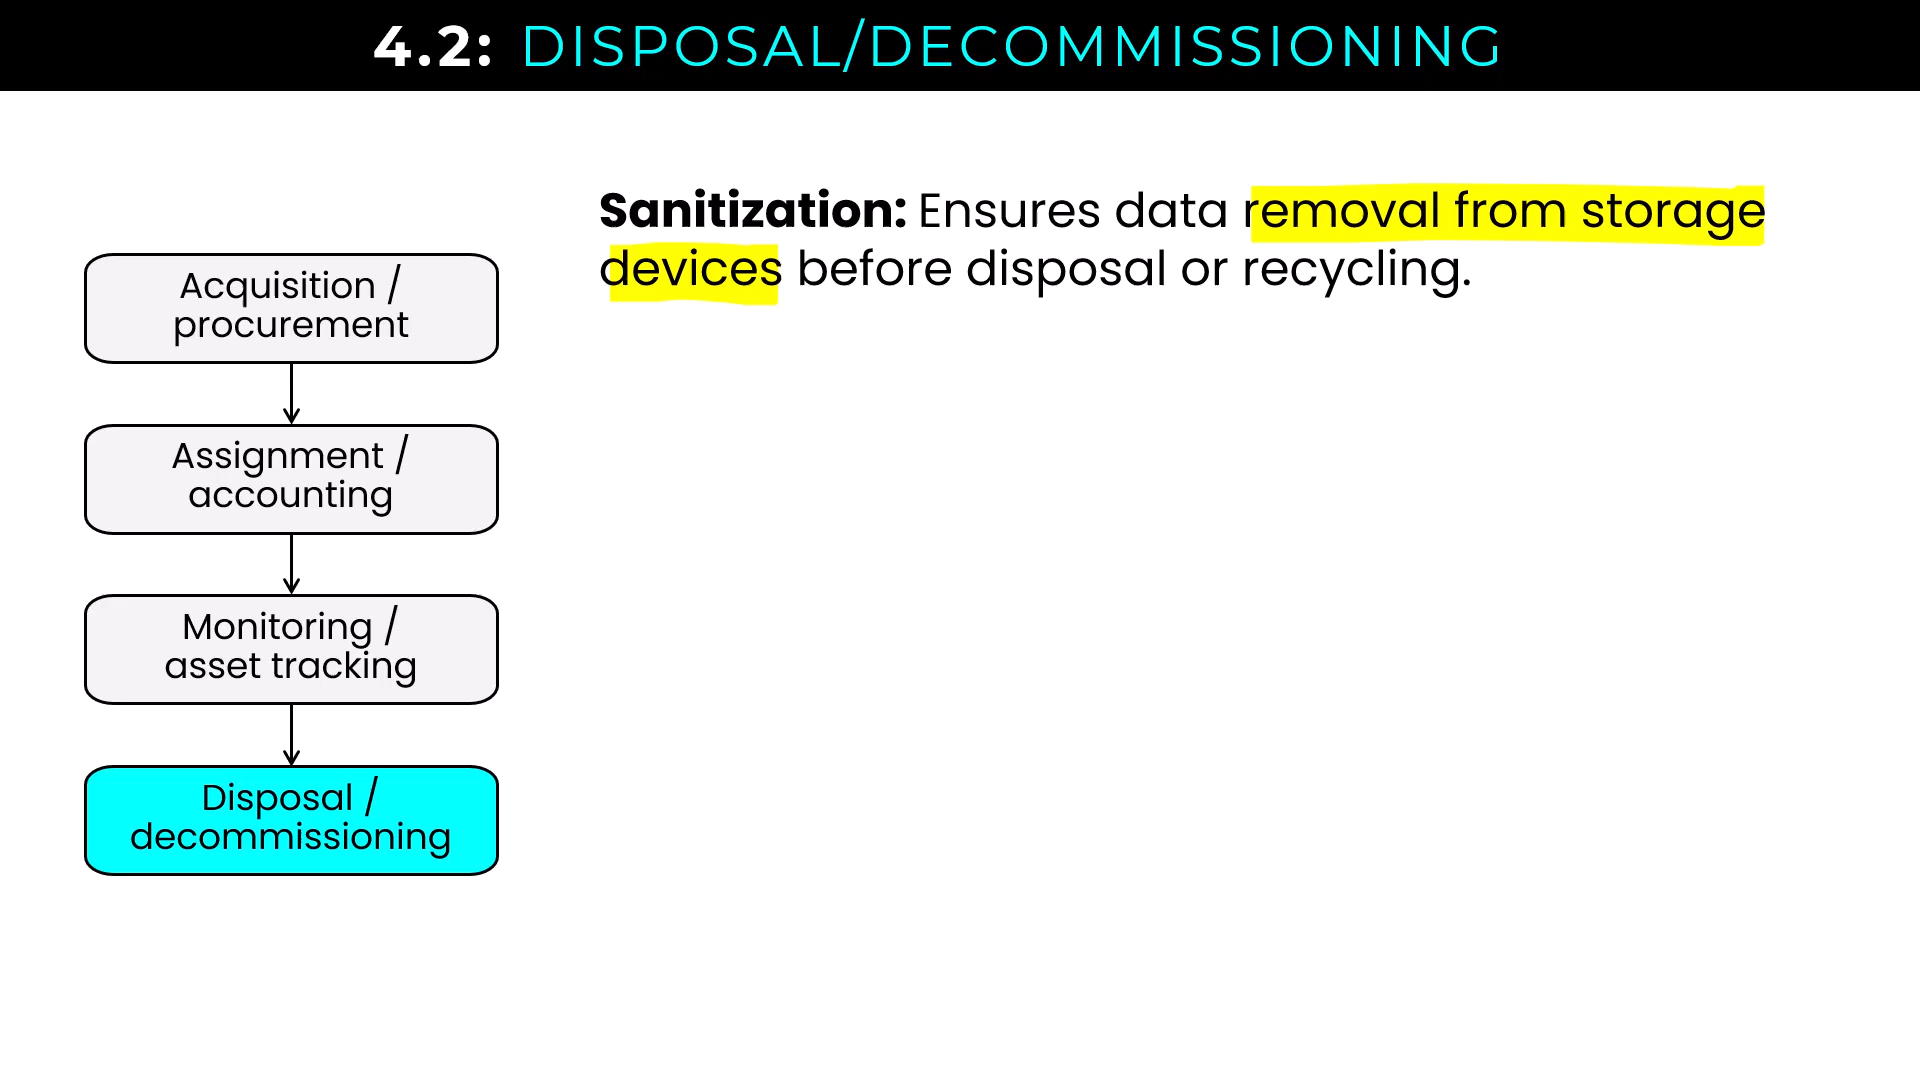 4.2: DISPOSAL/DECOMMISSIONING
Sanitization: Ensures data removal from storage
devices before disposal or recycling.
Acquisition /
procurement
Assignment /
accounting
Monitoring /
asset tracking
Disposal /
decommissioning